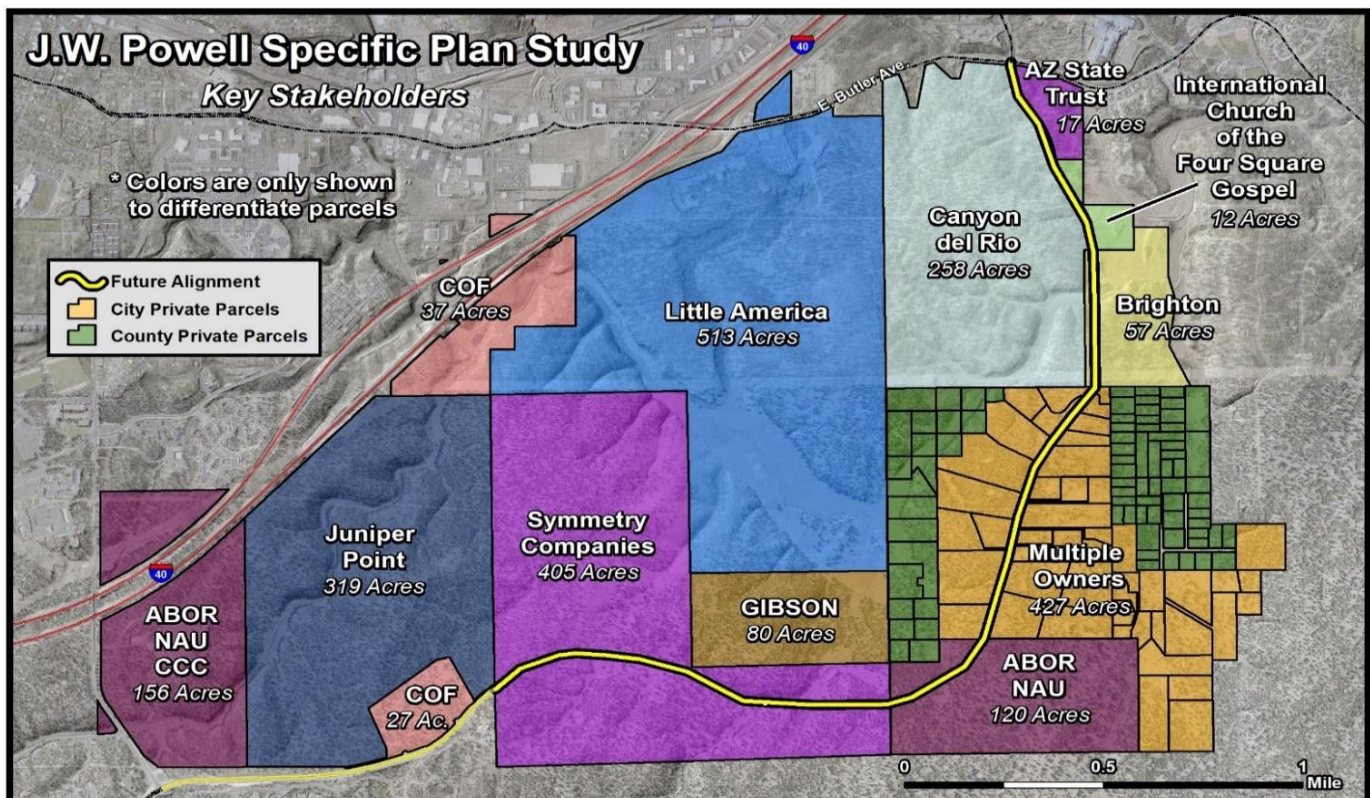 J.W. Powell Specific Plan Study
Key Stakeholders
* Colors are only shown
to differentiate parcels
Future Alignment
City Private Parcels
County Private Parcels
40
E. Butler Ave.
AZ State
Trust
17 Acres
International
Church
of the
Four Square
Gospel
12 Acres
Canyon
del Rio
258 Acres
COF
37 Acres
Little America
513 Acres
Brighton
57 Acres
Juniper
Point
319 Acres
Symmetry
Companies
405 Acres
Multiple
Owners
427 Acres
40
GIBSON
80 Acres
ABOR
NAU
CCC
156 Acres
COF
27 Ac.
ABOR
NAU
120 Acres
0
0.5
1
Mile